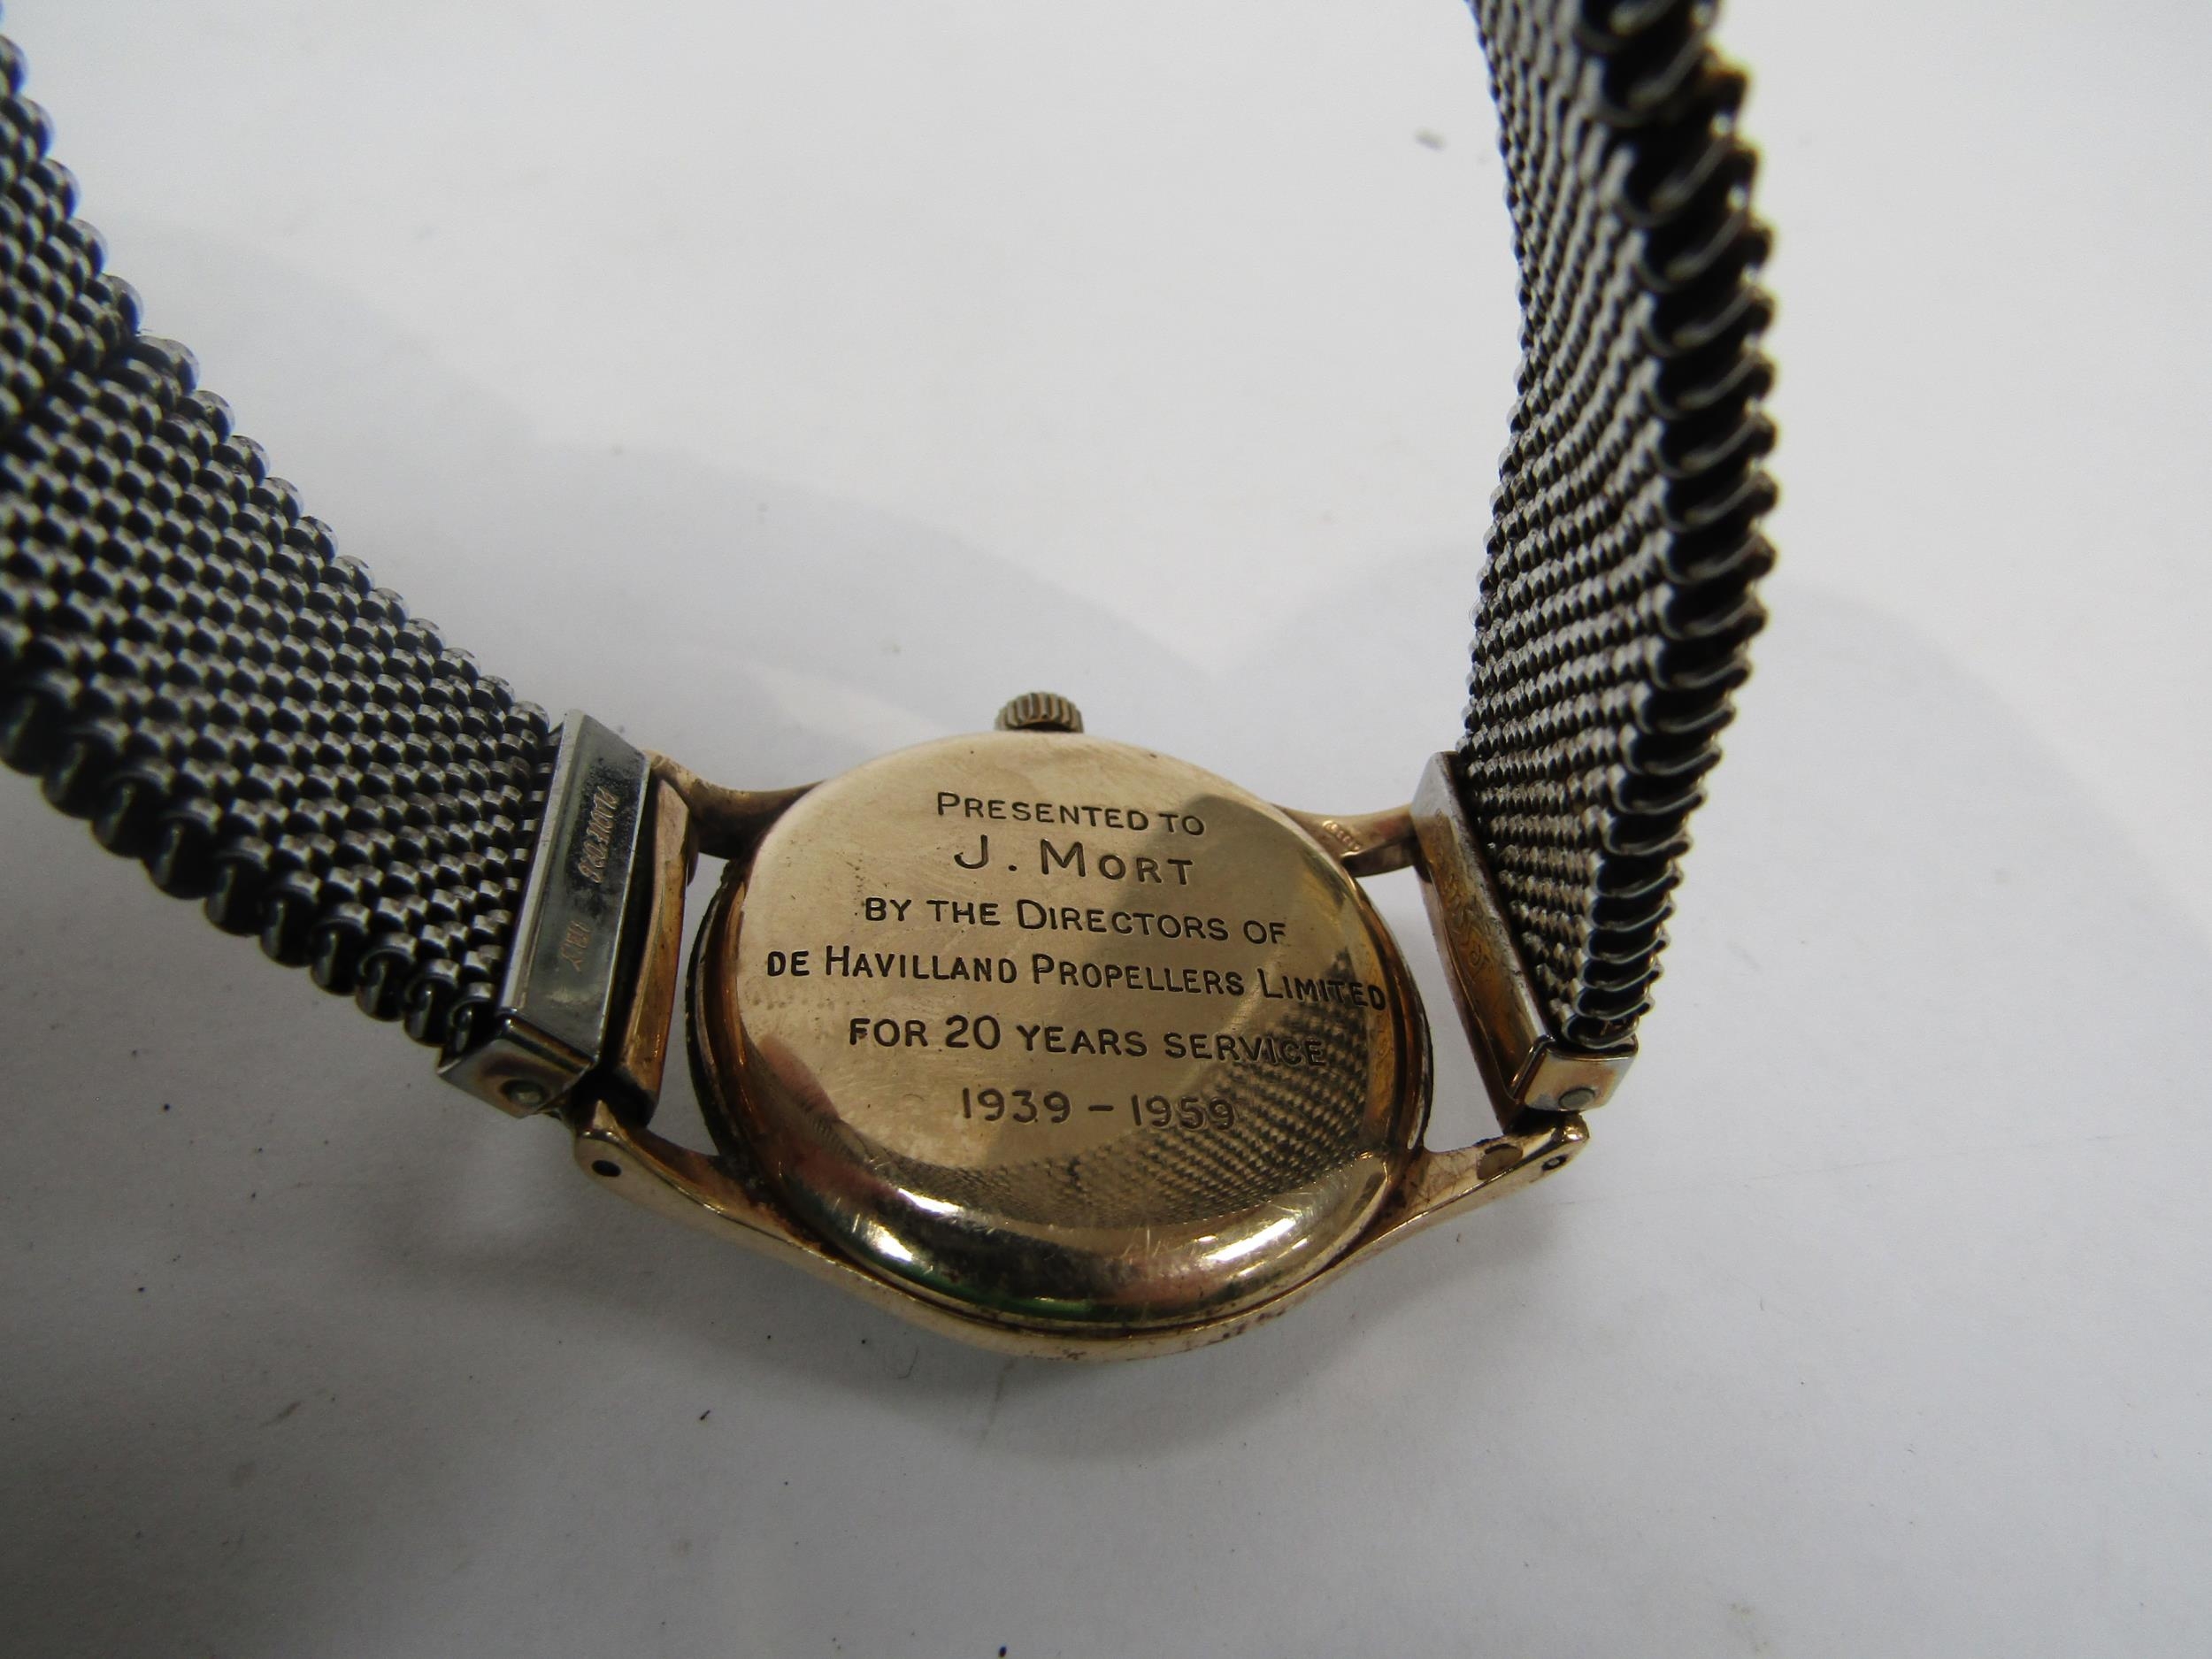 PRESENTED TO
J. MORT
BY THE DIRECTORS OF
DE HAVILLAND PROPELLERS LIMITED
FOR 20 YEARS SERVICE
1939 - 1959